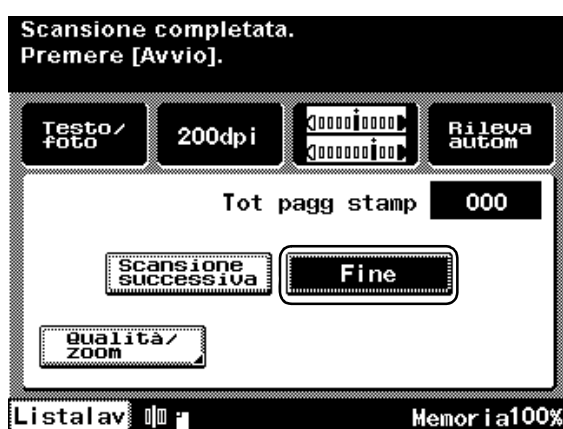 Scansione completata.
Premere [Avvio].
Testo/
foto
200dpi
Rileva
autom
Tot pagg stamp 000
Scansione
successiva
Fine
Qualità/
zoom
Listalav
Memoria100%